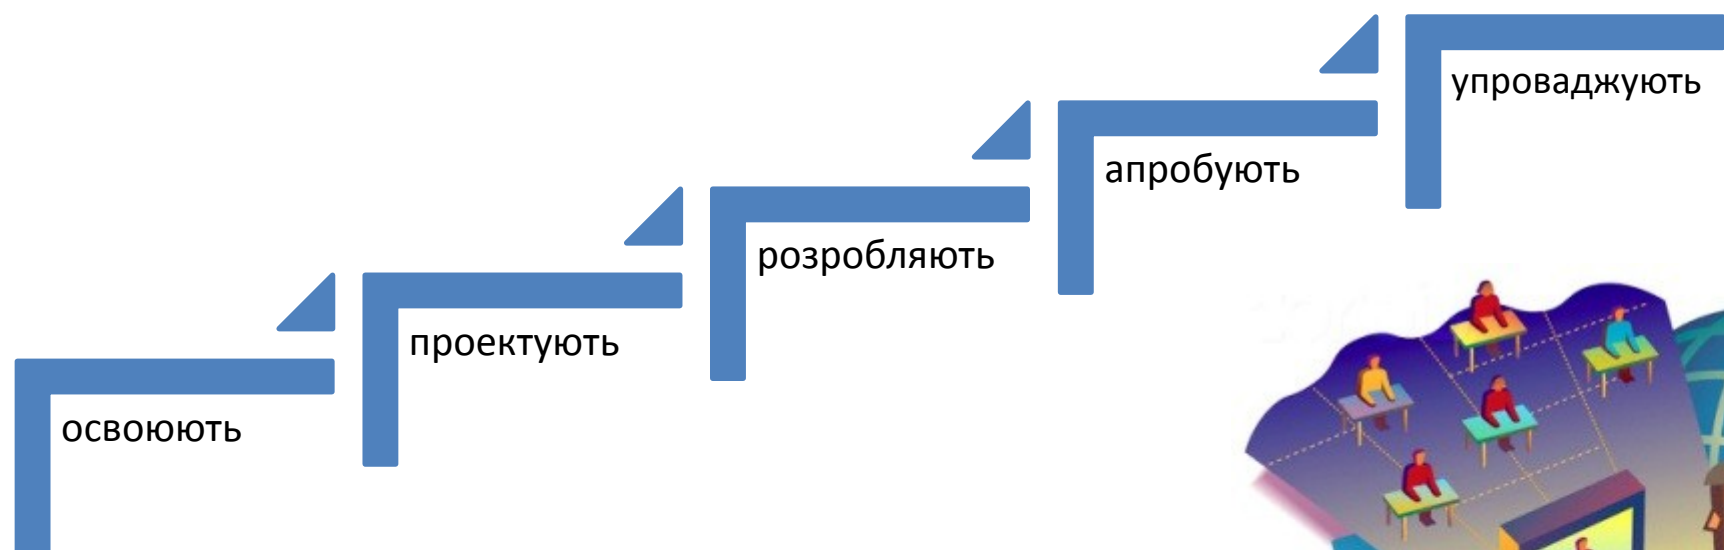 освоюють
проектують
розробляють
апробують
упроваджують